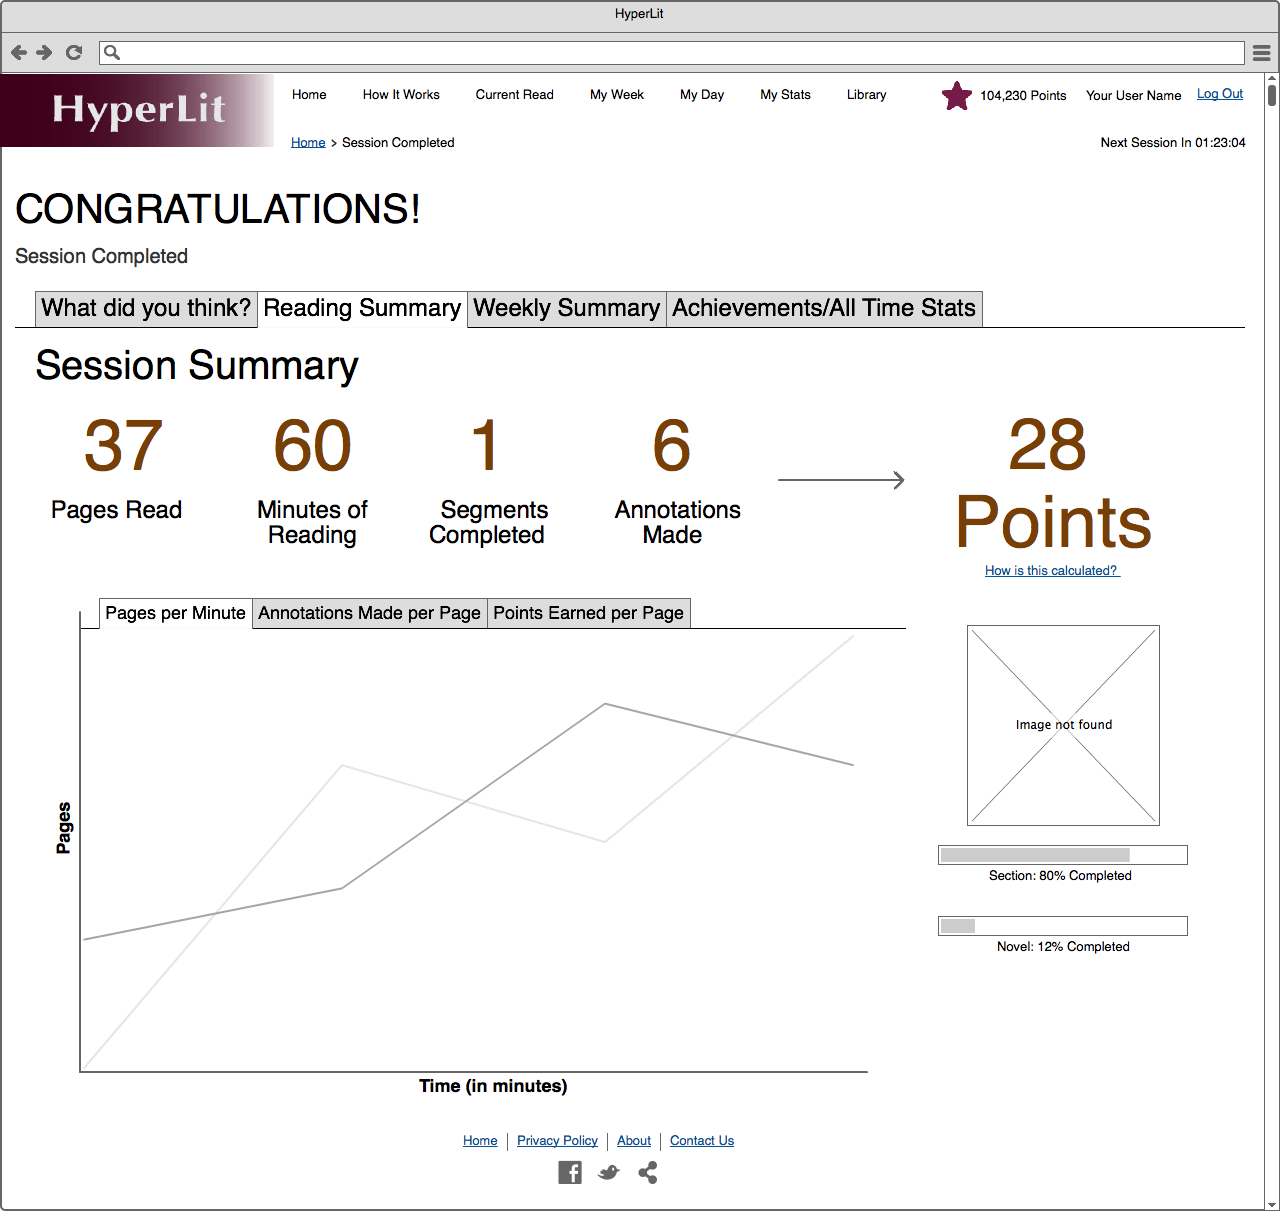 HyperLit
HyperLit
Home How It Works Current Read My Week My Day My Stats Library 104,230 Points Your User Name Log Out
Home > Session Completed Next Session In 01:23:04
CONGRATULATIONS!
Session Completed
What did you think? Reading Summary Weekly Summary Achievements/All Time Stats
Session Summary
37 60 1 6 28
Pages Read Minutes of Segments Annotations Points
Reading Completed Made
How is this calculated?
Pages per Minute Annotations Made per Page Points Earned per Page
Image not found
Pages
Section: 80% Completed
Novel: 12% Completed
Time (in minutes)
Home Privacy Policy About Contact Us